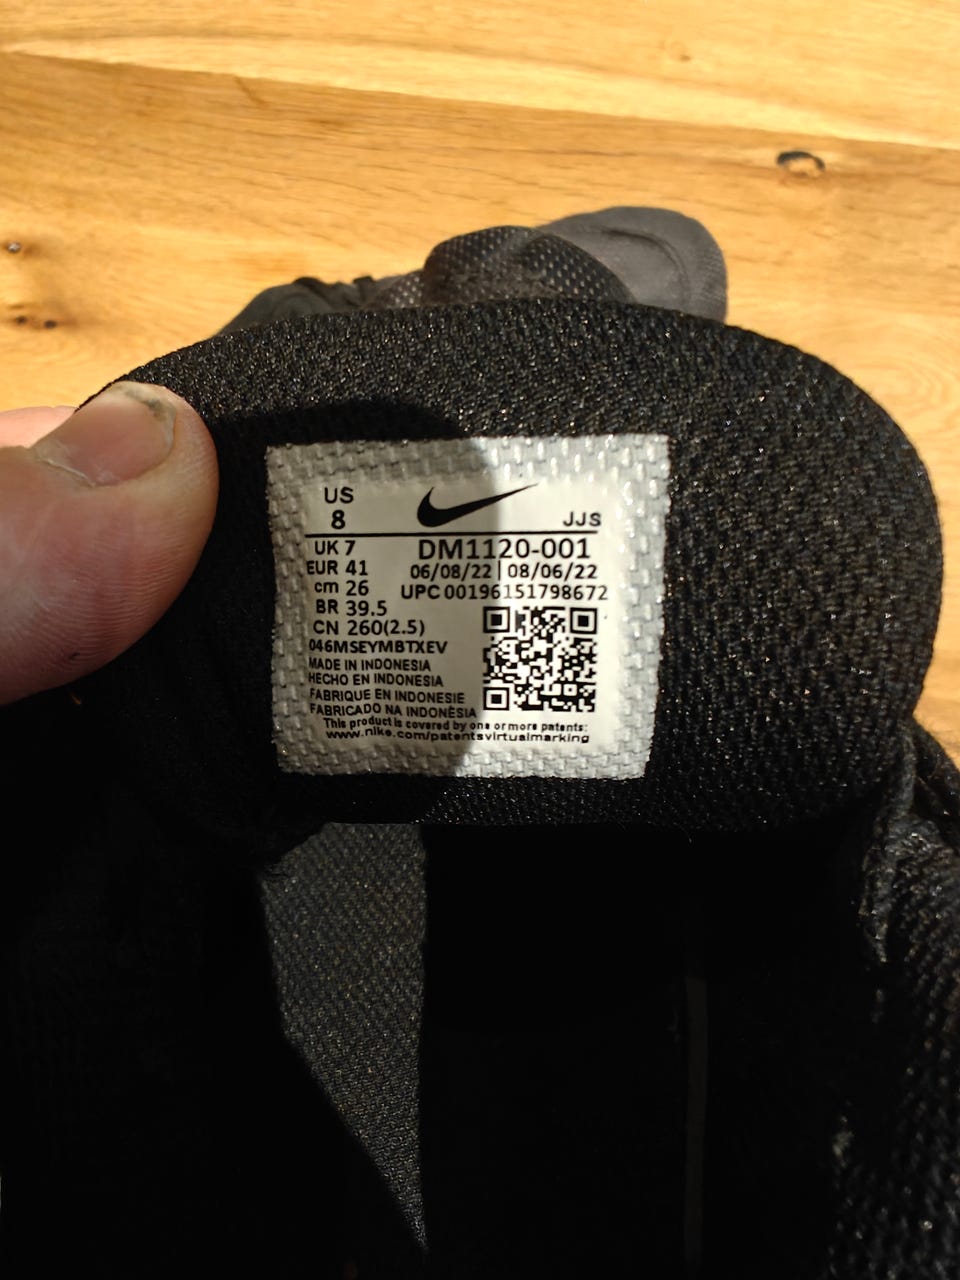 US
8
JJS
UK 7
DM1120-001
EUR 41
06/08/22 | 08/06/22
cm 26
UPC 00196151798672
BR 39.5
CN 260(2.5)
046MSEYMBTXEV
MADE IN INDONESIA
HECHO EN INDONESIA
FABRIQUE EN INDONESIE
FABRICADO NA INDONÉSIA
This product is covered by one or more patents:
www.nike.com/patentsvirtualmarking